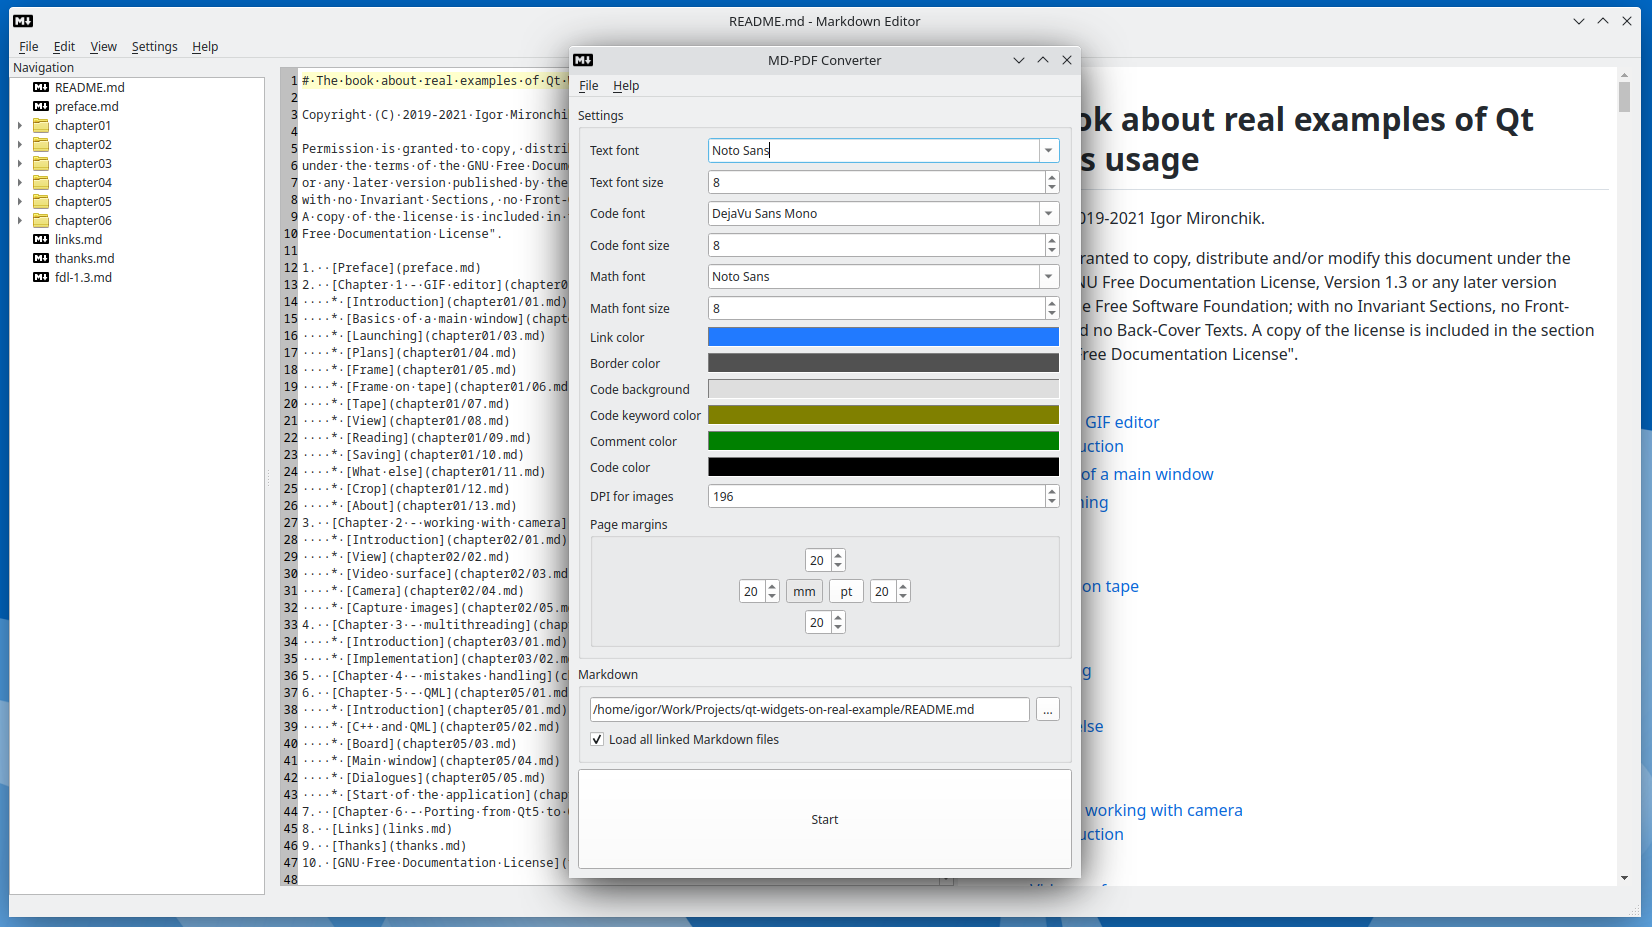 README.md - Markdown Editor
File Edit View Settings Help
Navigation
README.md
preface.md
chapter01
chapter02
chapter03
chapter04
chapter05
chapter06
links.md
thanks.md
fdl-1.3.md
1 #·The·book·about·real·examples·of·Qt·
2
3 Copyright·(C)·2019-2021·Igor·Mironchi
4
5 Permission·is·granted·to·copy,·distri
6 under·the·terms·of·the·GNU·Free·Docum
7 or·any·later·version·published·by·the
8 with·no·Invariant·Sections,·no·Front-
9 A·copy·of·the·license·is·included·in·
10 Free·Documentation·License".
11
12 1.··[Preface](preface.md)
13 2.··[Chapter·1·-·GIF·editor](chapter0
14 ····*·[Introduction](chapter01/01.md)
15 ····*·[Basics·of·a·main·window](chapt
16 ····*·[Launching](chapter01/03.md)
17 ····*·[Plans](chapter01/04.md)
18 ····*·[Frame](chapter01/05.md)
19 ····*·[Frame·on·tape](chapter01/06.md
20 ····*·[Tape](chapter01/07.md)
21 ····*·[View](chapter01/08.md)
22 ····*·[Reading](chapter01/09.md)
23 ····*·[Saving](chapter01/10.md)
24 ····*·[What·else](chapter01/11.md)
25 ····*·[Crop](chapter01/12.md)
26 ····*·[About](chapter01/13.md)
27 3.··[Chapter·2·-·working·with·camera]
28 ····*·[Introduction](chapter02/01.md)
29 ····*·[View](chapter02/02.md)
30 ····*·[Video·surface](chapter02/03.md
31 ····*·[Camera](chapter02/04.md)
32 ····*·[Capture·images](chapter02/05.m
33 4.··[Chapter·3·-·multithreading](chap
34 ····*·[Introduction](chapter03/01.md)
35 ····*·[Implementation](chapter03/02.m
36 5.··[Chapter·4·-·mistakes·handling](c
37 6.··[Chapter·5·-·QML](chapter05/01.md
38 ····*·[Introduction](chapter05/01.md)
39 ····*·[C++·and·QML](chapter05/02.md)
40 ····*·[Board](chapter05/03.md)
41 ····*·[Main·window](chapter05/04.md)
42 ····*·[Dialogues](chapter05/05.md)
43 ····*·[Start·of·the·application](chap
44 7.··[Chapter·6·-·Porting·from·Qt5·to·
45 8.··[Links](links.md)
46 9.··[Thanks](thanks.md)
47 10.·[GNU·Free·Documentation·License](
48
MD-PDF Converter
File Help
Settings
Text font Noto Sans
Text font size 8
Code font DejaVu Sans Mono
Code font size 8
Math font Noto Sans
Math font size 8
Link color
Border color
Code background
Code keyword color
Comment color
Code color
DPI for images 196
Page margins
20
20 mm pt 20
20
Markdown
/home/igor/Work/Projects/qt-widgets-on-real-example/README.md ...
Load all linked Markdown files
Start
ok about real examples of Qt
s usage
019-2021 Igor Mironchik.
ranted to copy, distribute and/or modify this document under the
NU Free Documentation License, Version 1.3 or any later version
e Free Software Foundation; with no Invariant Sections, no Front-
d no Back-Cover Texts. A copy of the license is included in the section
Free Documentation License".
GIF editor
uction
of a main window
ning
on tape
g
else
working with camera
uction